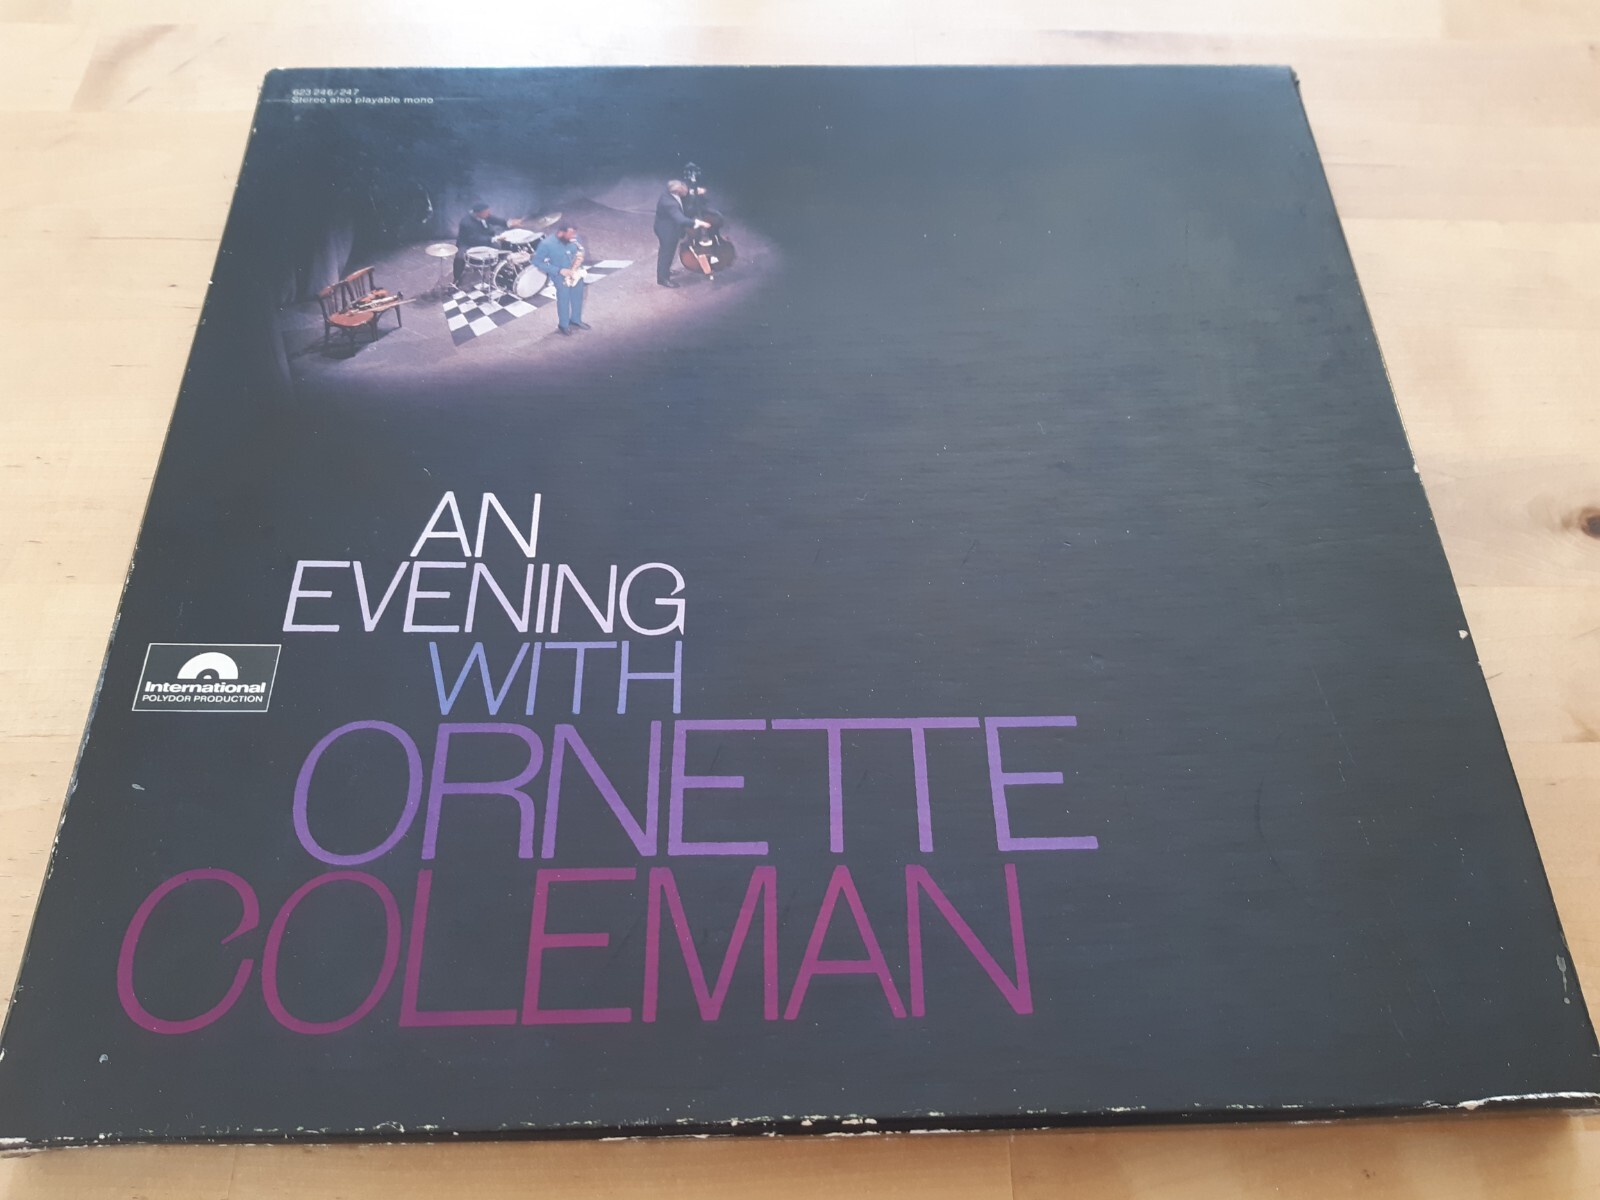 623 246/247
Stereo also playable mono
AN
EVENING
WITH
International
POLYDOR PRODUCTION
ORNETTE
COLEMAN